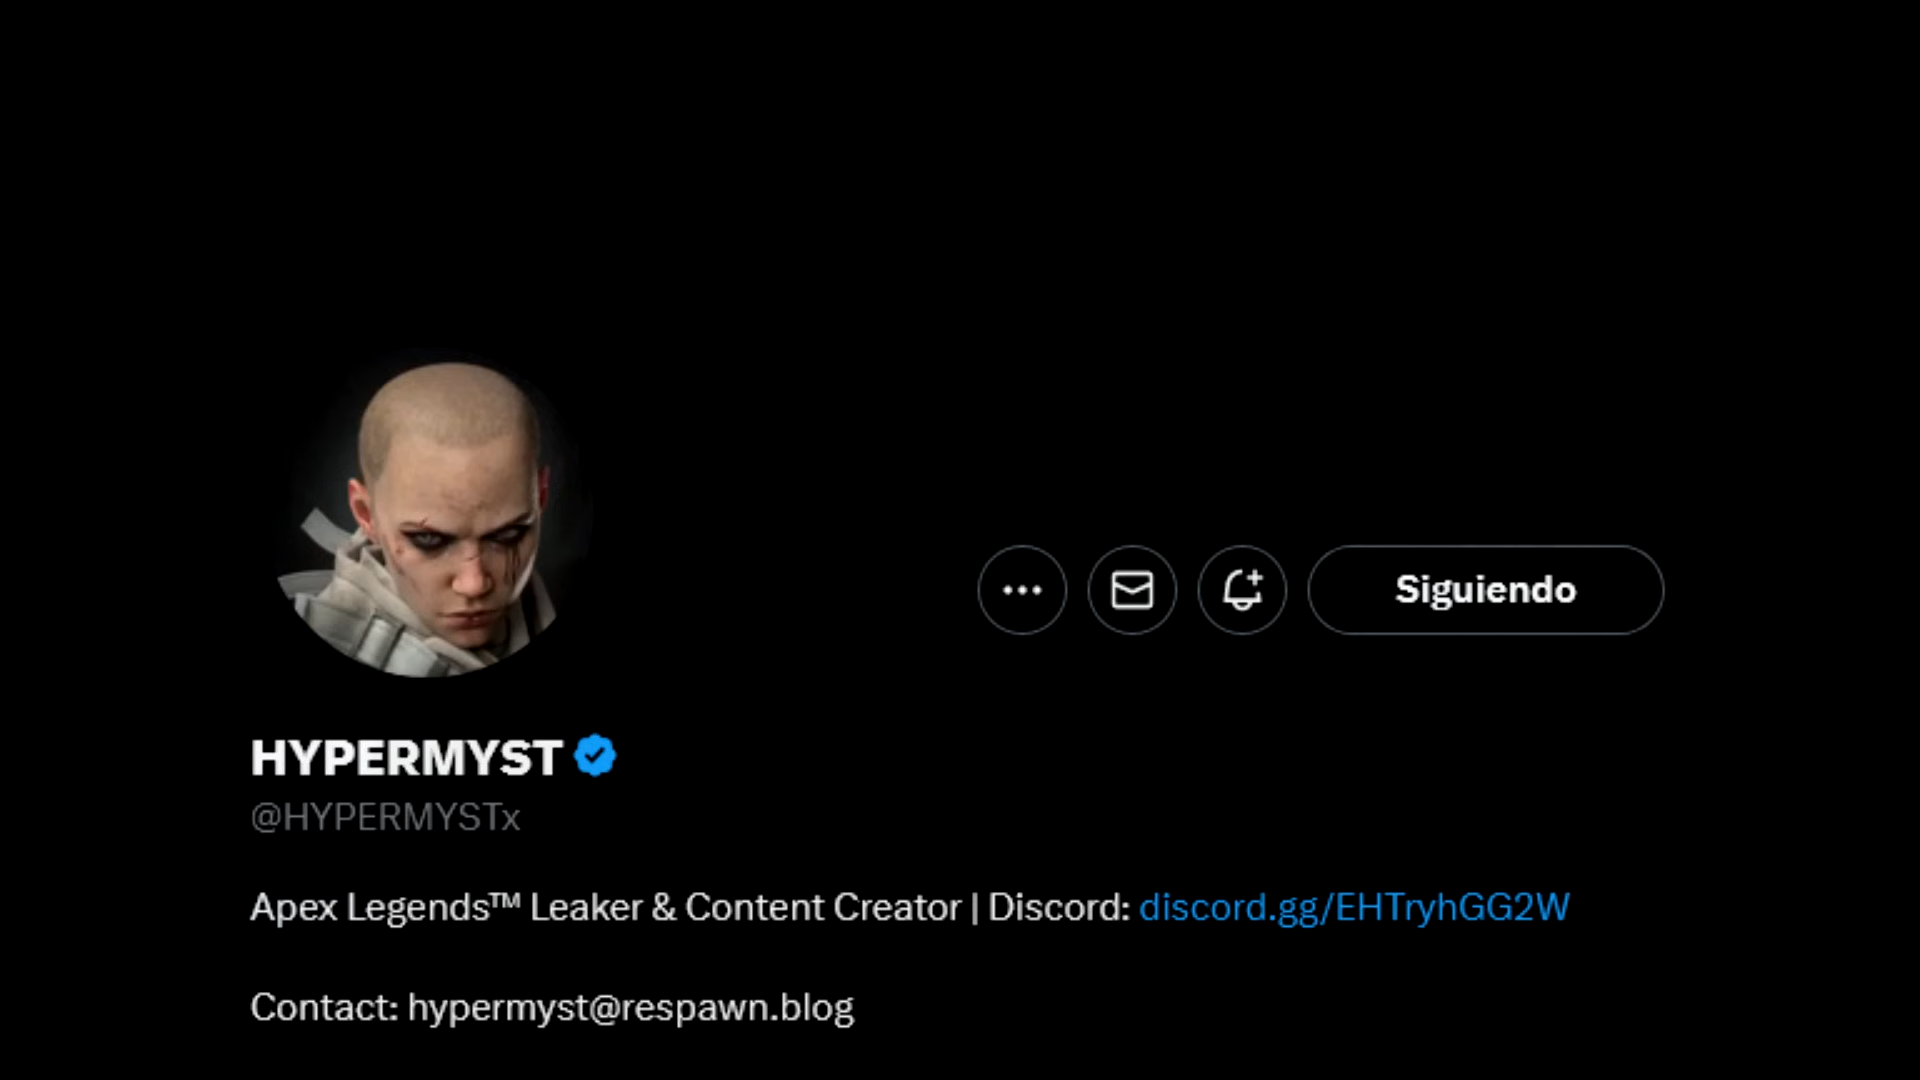 Siguiendo
HYPERMYST
@HYPERMYSTx
Apex Legends™ Leaker & Content Creator | Discord: discord.gg/EHTryhGG2W
Contact: hypermyst@respawn.blog